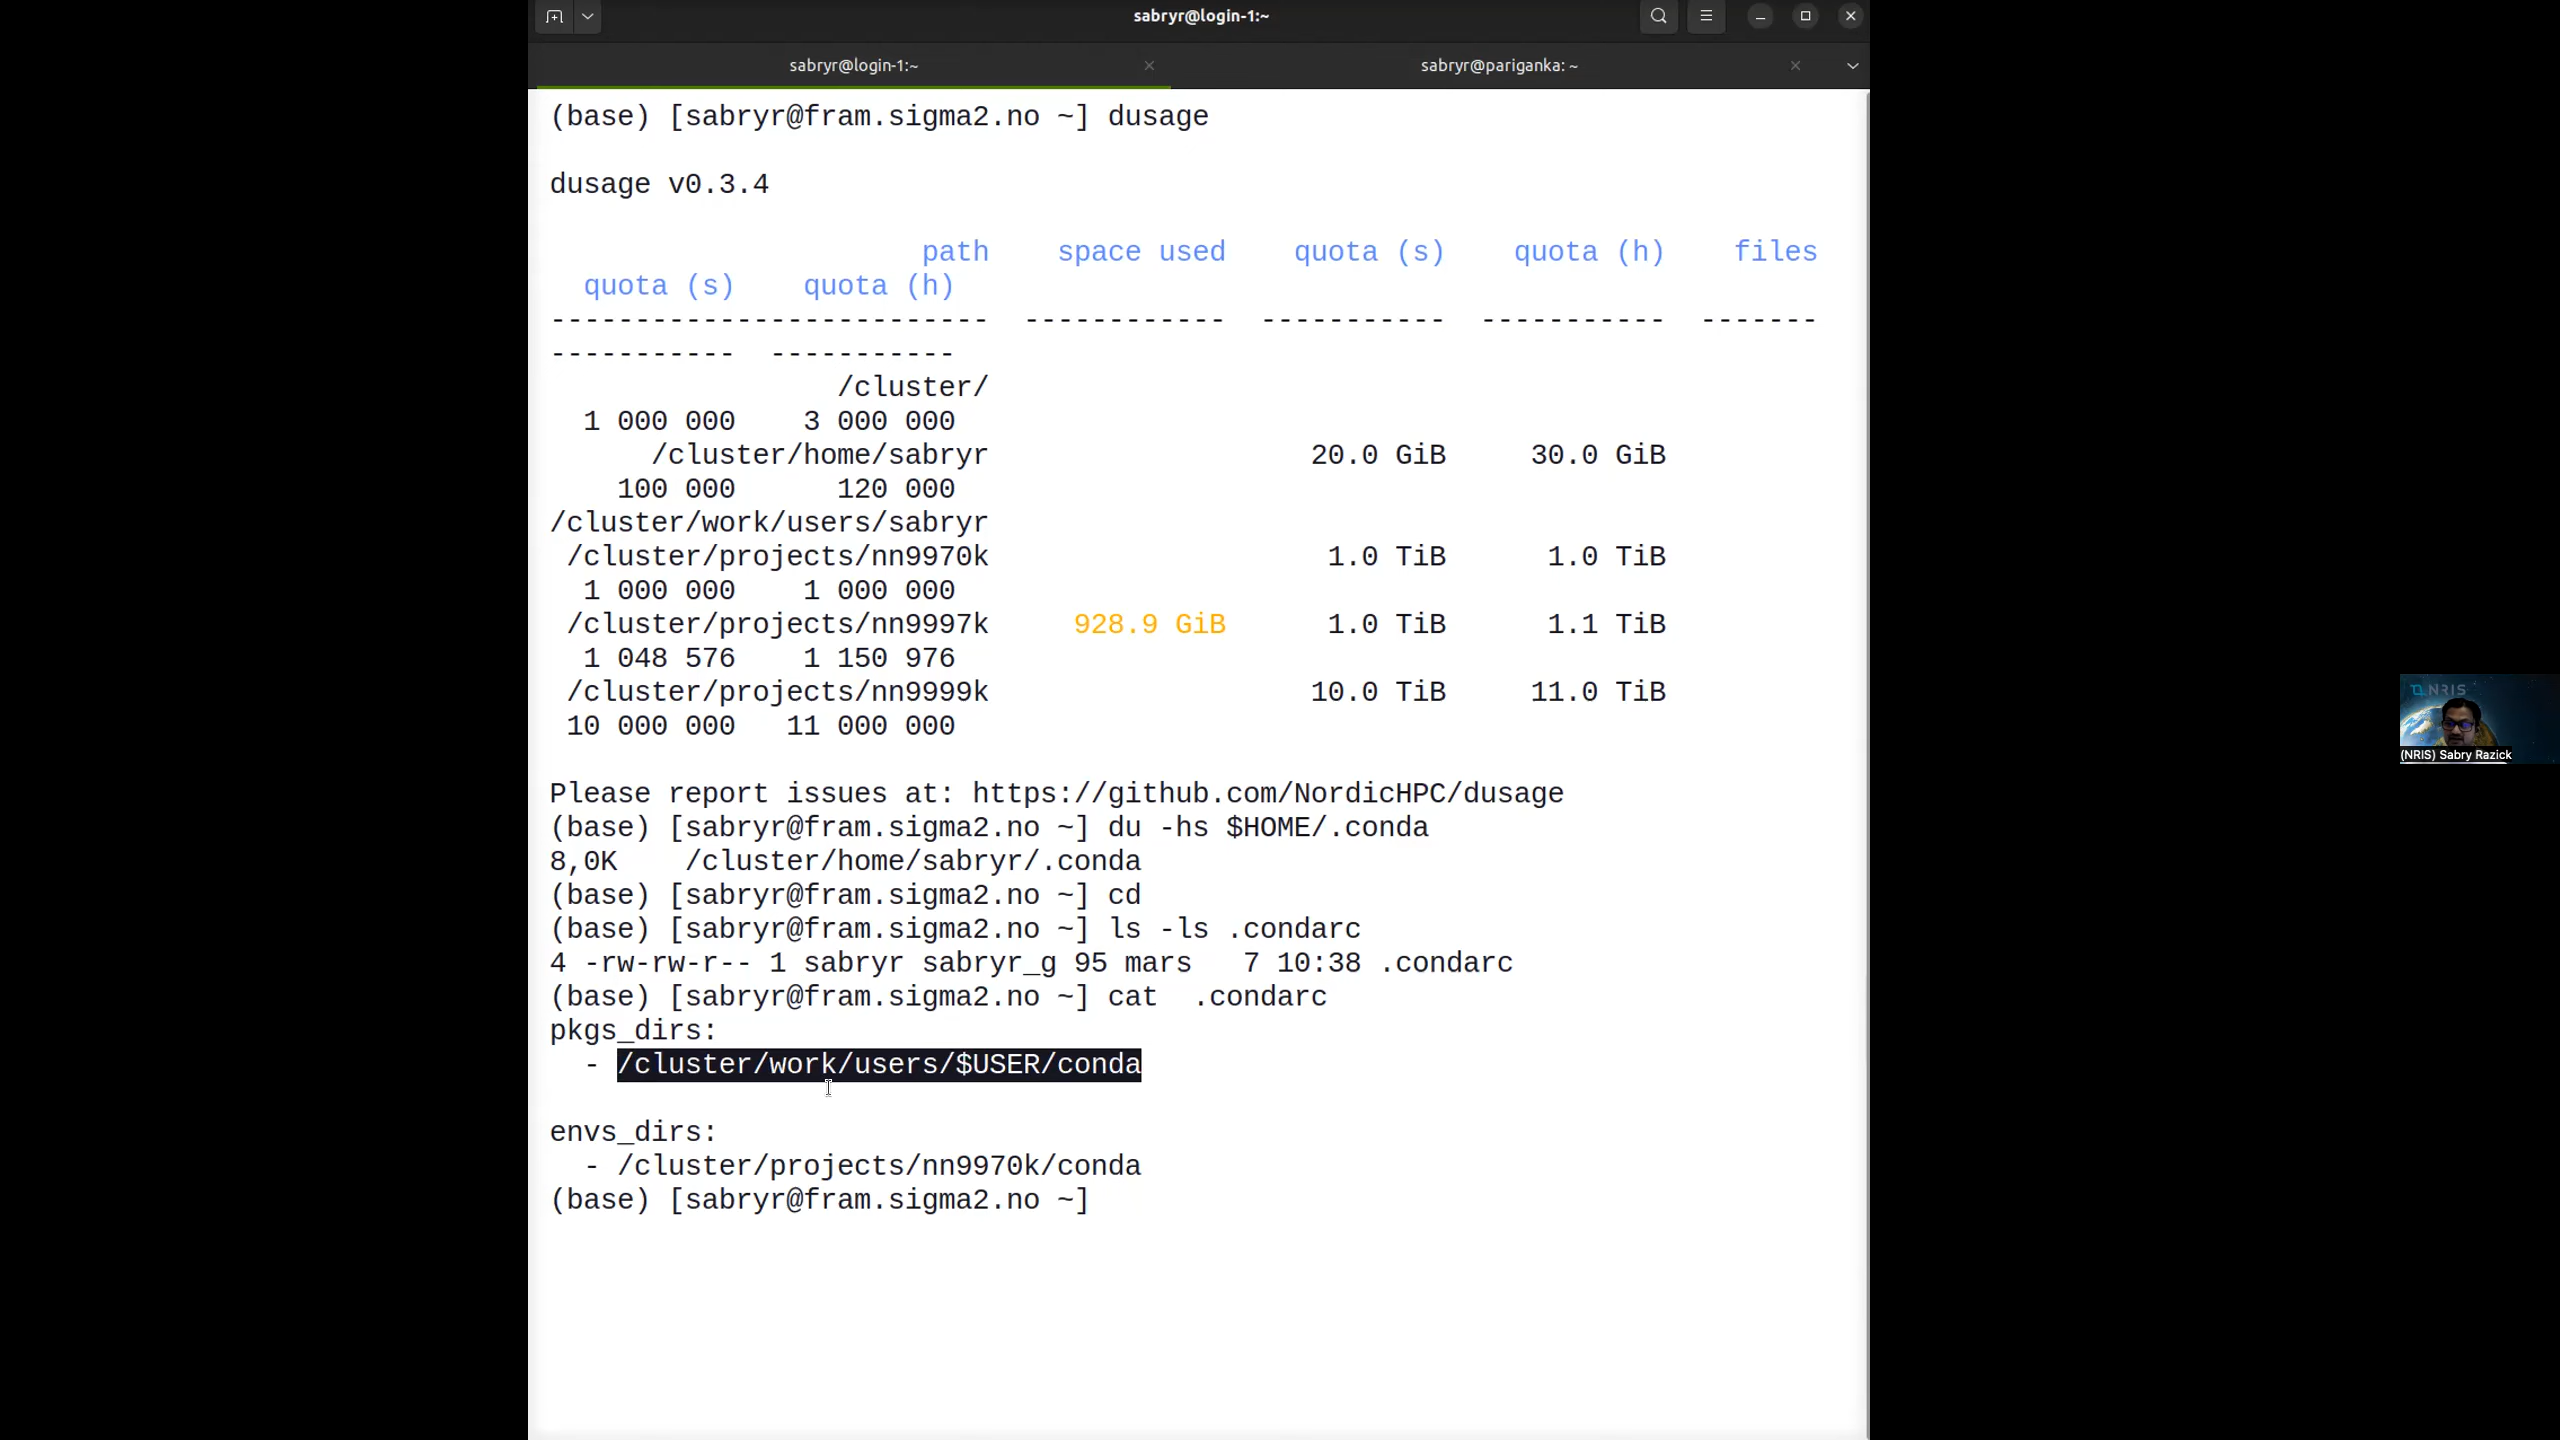 sabryr@login-1:~
sabryr@login-1:~
sabryr@pariganka: ~
(base) [sabryr@fram.sigma2.no ~] dusage
dusage v0.3.4
path space used quota (s) quota (h) files
quota (s) quota (h)
-------------------------- ------------ ----------- ----------- -------
----------- -----------
/cluster/
1 000 000 3 000 000
/cluster/home/sabryr 20.0 GiB 30.0 GiB
100 000 120 000
/cluster/work/users/sabryr
/cluster/projects/nn9970k 1.0 TiB 1.0 TiB
1 000 000 1 000 000
/cluster/projects/nn9997k 928.9 GiB 1.0 TiB 1.1 TiB
1 048 576 1 150 976
/cluster/projects/nn9999k 10.0 TiB 11.0 TiB
10 000 000 11 000 000
Please report issues at: https://github.com/NordicHPC/dusage
(base) [sabryr@fram.sigma2.no ~] du -hs $HOME/.conda
8,0K /cluster/home/sabryr/.conda
(base) [sabryr@fram.sigma2.no ~] cd
(base) [sabryr@fram.sigma2.no ~] ls -ls .condarc
4 -rw-rw-r-- 1 sabryr sabryr_g 95 mars 7 10:38 .condarc
(base) [sabryr@fram.sigma2.no ~] cat .condarc
pkgs_dirs:
- /cluster/work/users/$USER/conda
envs_dirs:
- /cluster/projects/nn9970k/conda
(base) [sabryr@fram.sigma2.no ~]
NRIS
(NRIS) Sabry Razick